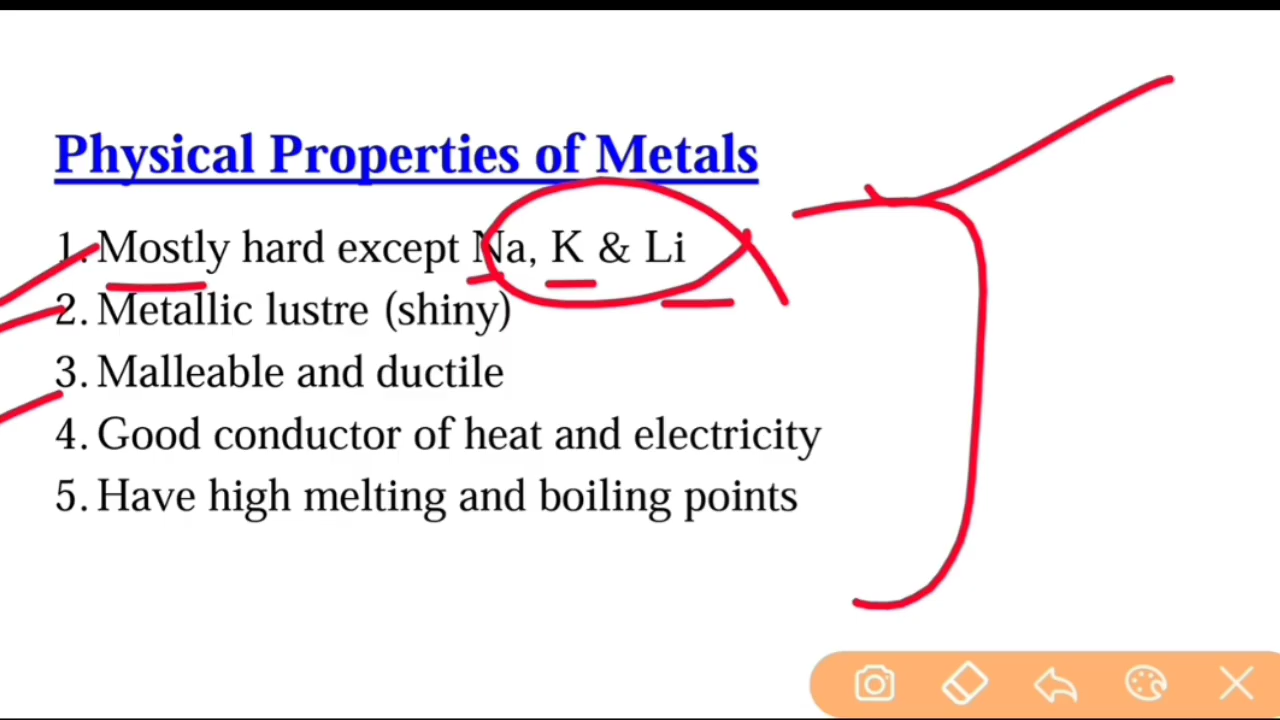 Physical Properties of Metals
1. Mostly hard except Na, K & Li
2. Metallic lustre (shiny)
3. Malleable and ductile
4. Good conductor of heat and electricity
5. Have high melting and boiling points